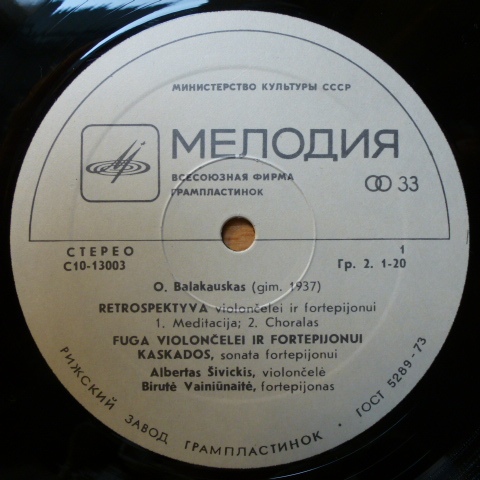 МИНИСТЕРСТВО КУЛЬТУРЫ СССР
МЕЛОДИЯ
ВСЕСОЮЗНАЯ ФИРМА
ГРАМПЛАСТИНОК
33
СТЕРЕО
1
С10-13003
Гр. 2. 1-20
O. Balakauskas (gim. 1937)
RETROSPEKTYVA violončelei ir fortepijonui
1. Meditacija; 2. Choralas
FUGA VIOLONČELEI IR FORTEPIJONUI
KASKADOS, sonata fortepijonui
Albertas Šivickis, violončelė
Birutė Vainiūnaitė, fortepijonas
РИЖСКИЙ ЗАВОД ГРАМПЛАСТИНОК • ГОСТ 5289-73